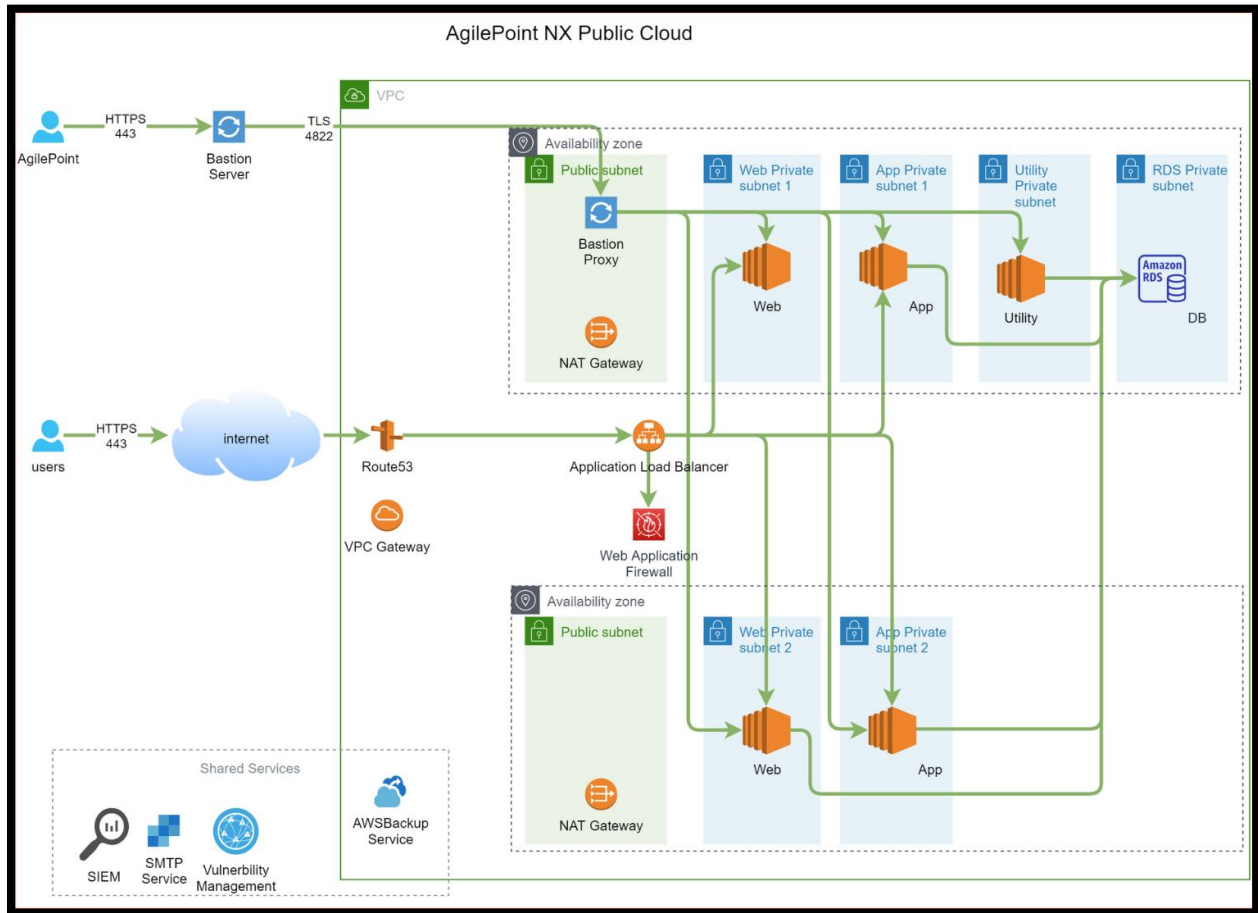 AgilePoint NX Public Cloud
VPC
HTTPS
443
TLS
4822
AgilePoint
Bastion
Server
Availability zone
Public subnet
Web Private
subnet 1
App Private
subnet 1
Utility
Private
subnet
RDS Private
subnet
Bastion
Proxy
Web
App
Utility
Amazon
RDS
DB
NAT Gateway
HTTPS
443
users
internet
Route53
Application Load Balancer
VPC Gateway
Web Application
Firewall
Availability zone
Public subnet
Web Private
subnet 2
App Private
subnet 2
Web
App
NAT Gateway
Shared Services
SIEM
SMTP
Service
Vulnerbility
Management
AWSBackup
Service